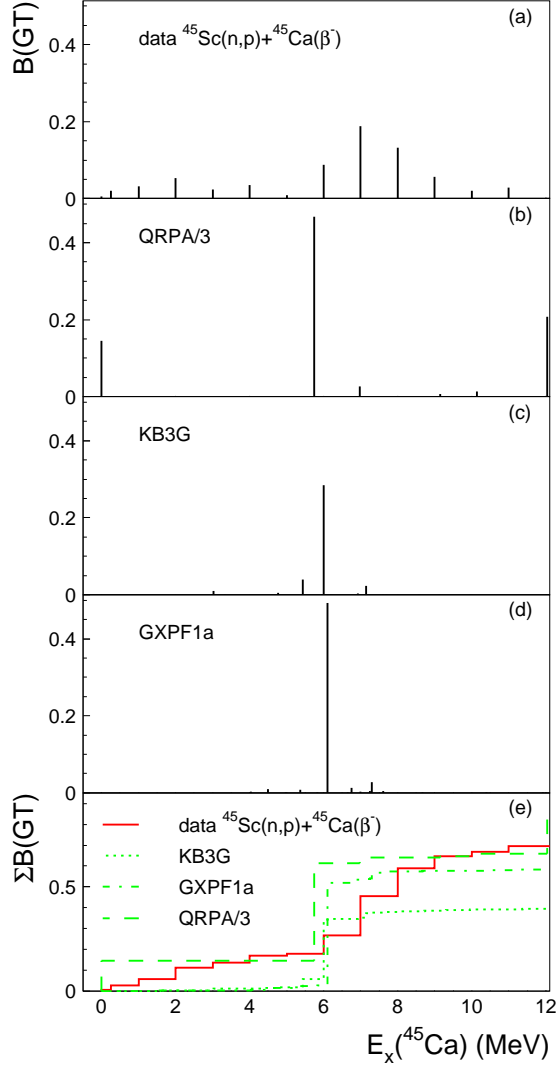 (a)
B(GT)
data ⁴⁵Sc(n,p)+⁴⁵Ca(β⁻)
0.4
0.2
0
(b)
QRPA/3
0.4
0.2
0
(c)
KB3G
0.4
0.2
0
(d)
GXPF1a
0.4
0.2
0
(e)
ΣB(GT)
data ⁴⁵Sc(n,p)+⁴⁵Ca(β⁻)
KB3G
GXPF1a
QRPA/3
0.5
0
0 2 4 6 8 10 12
Eₓ(⁴⁵Ca) (MeV)